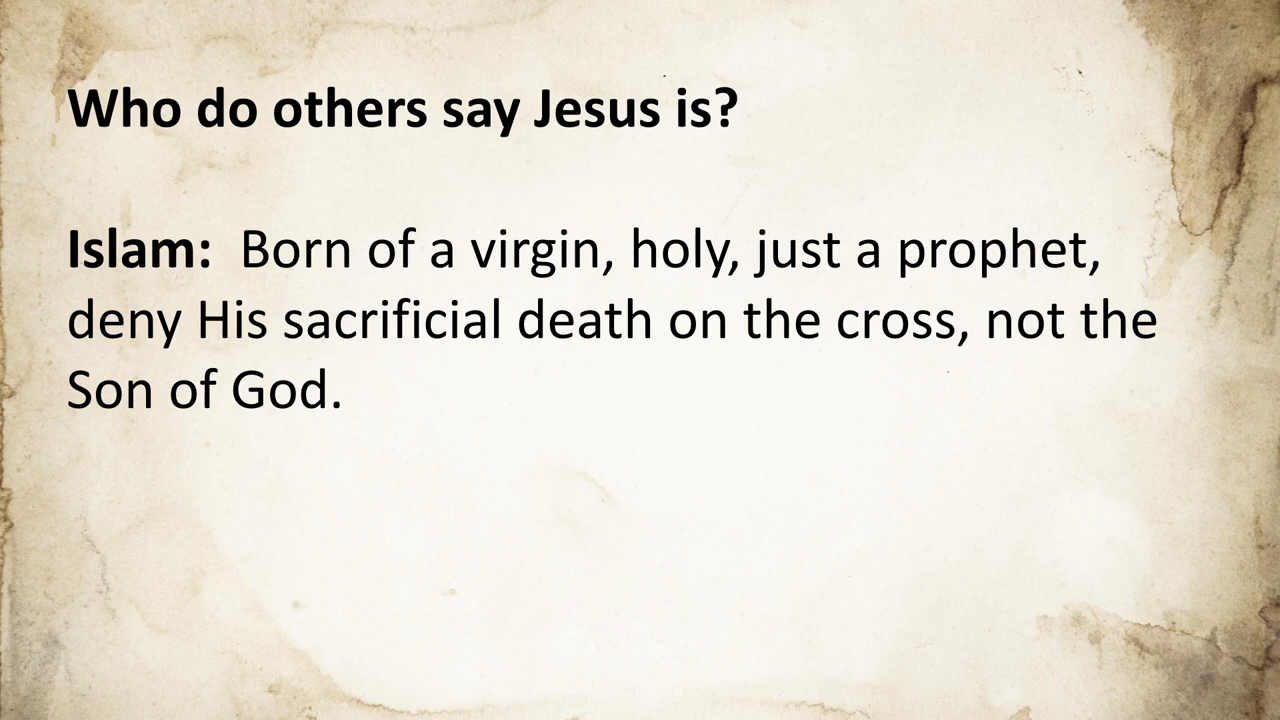 Who do others say Jesus is?
Islam:  Born of a virgin, holy, just a prophet,
deny His sacrificial death on the cross, not the
Son of God.